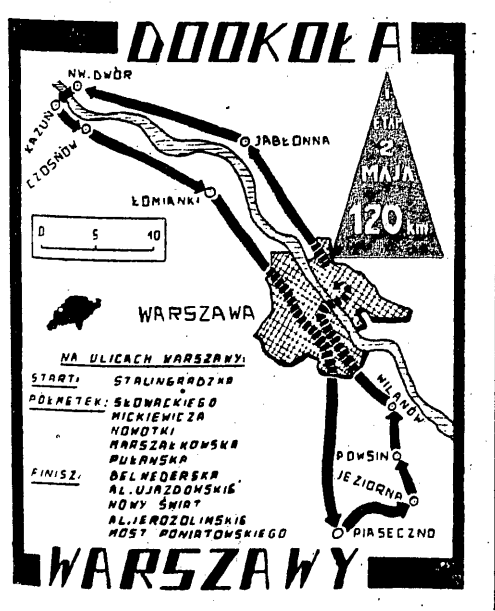 DOOKOŁA
NW. DWÓR
KAZUŃ
CZOSNÓW
JABŁONNA
ŁOMIANKI
I
ETAP
2
MAJA
120 km
0 5 10
WARSZAWA
NA ULICACH WARSZAWY:
START: STALINGRADZKA
PÓŁMETEK: SŁOWACKIEGO
MICKIEWICZA
NOWOTKI
MARSZAŁKOWSKA
PUŁAWSKA
FINISZ: BELWEDERSKA
AL. UJAZDOWSKIE
NOWY ŚWIAT
AL. JEROZOLIMSKIE
MOST PONIATOWSKIEGO
WILANÓW
POWSIN
JEZIORNA
PIASECZNO
WARSZAWY